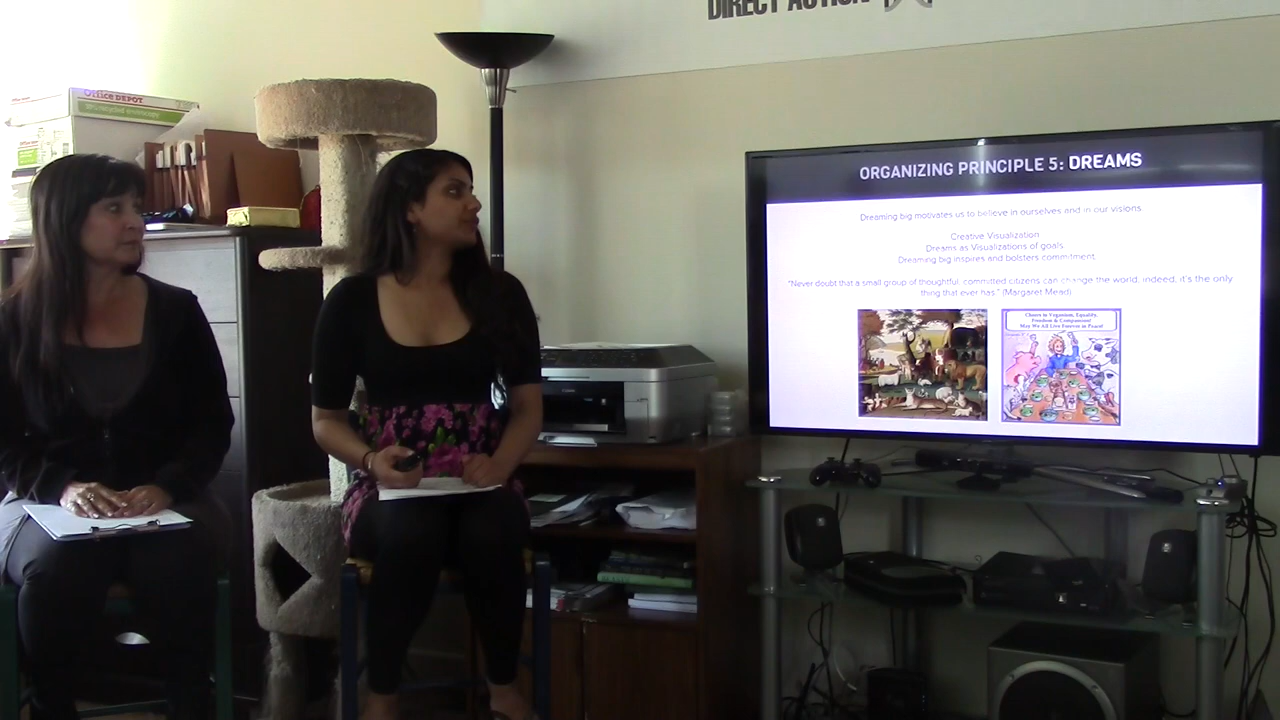 DIRECT ACTION
Office DEPOT
ORGANIZING PRINCIPLE 5: DREAMS
Dreaming big motivates us to believe in ourselves and in our visions.
Creative Visualization
Dreams as Visualizations of goals
Dreaming big inspires and bolsters commitment.
"Never doubt that a small group of thoughtful, committed citizens can change the world; indeed, it's the only
thing that ever has." (Margaret Mead)
Cheers to Veganism, Equality,
Freedom & Compassion!
May We All Live Forever in Peace!
Canon